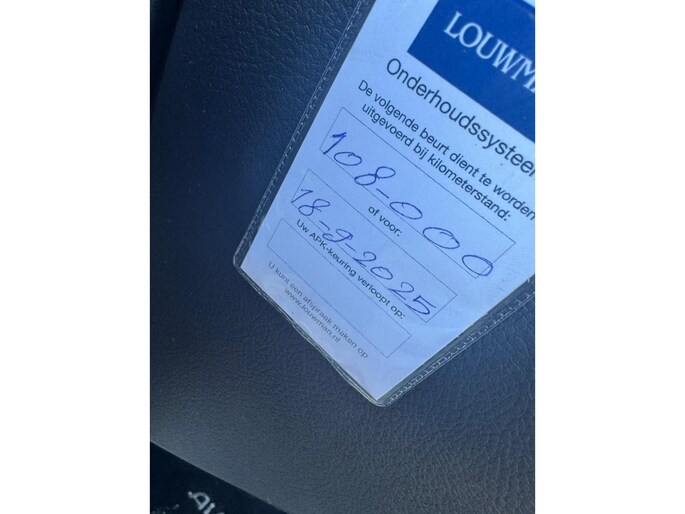 LOUWMA
Onderhoudssysteem
De volgende beurt dient te worden
uitgevoerd bij kilometerstand:
108-000
of voor:
18-9-2025
Uw APK-keuring verloopt op:
U kunt een afspraak maken op
www.louwman.nl